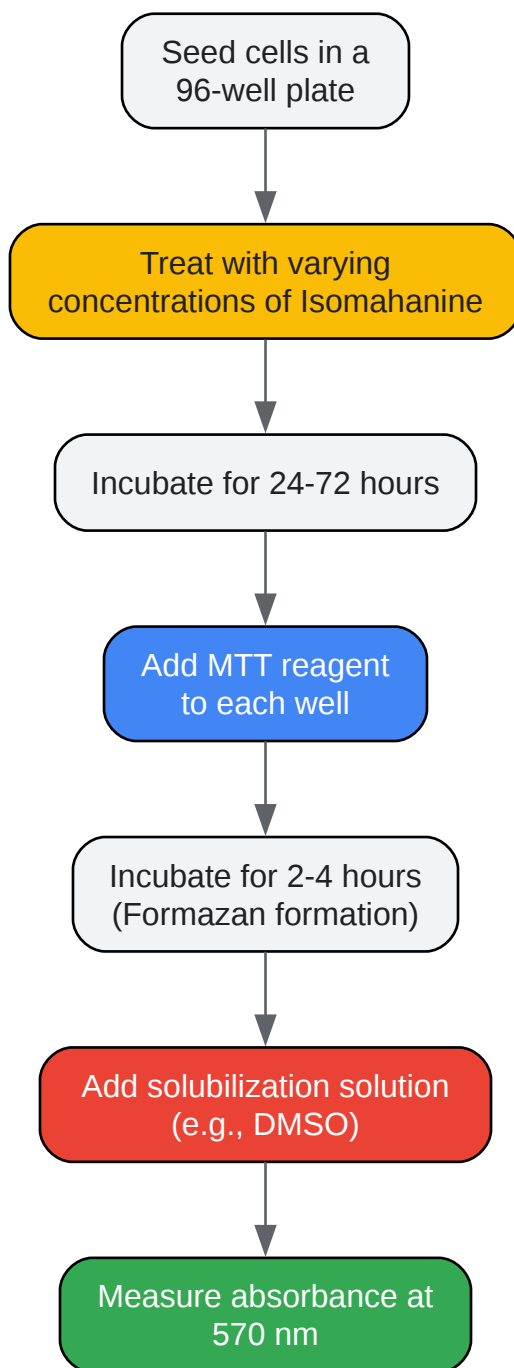 Seed cells in a
96-well plate
Treat with varying
concentrations of Isomahanine
Incubate for 24-72 hours
Add MTT reagent
to each well
Incubate for 2-4 hours
(Formazan formation)
Add solubilization solution
(e.g., DMSO)
Measure absorbance at
570 nm